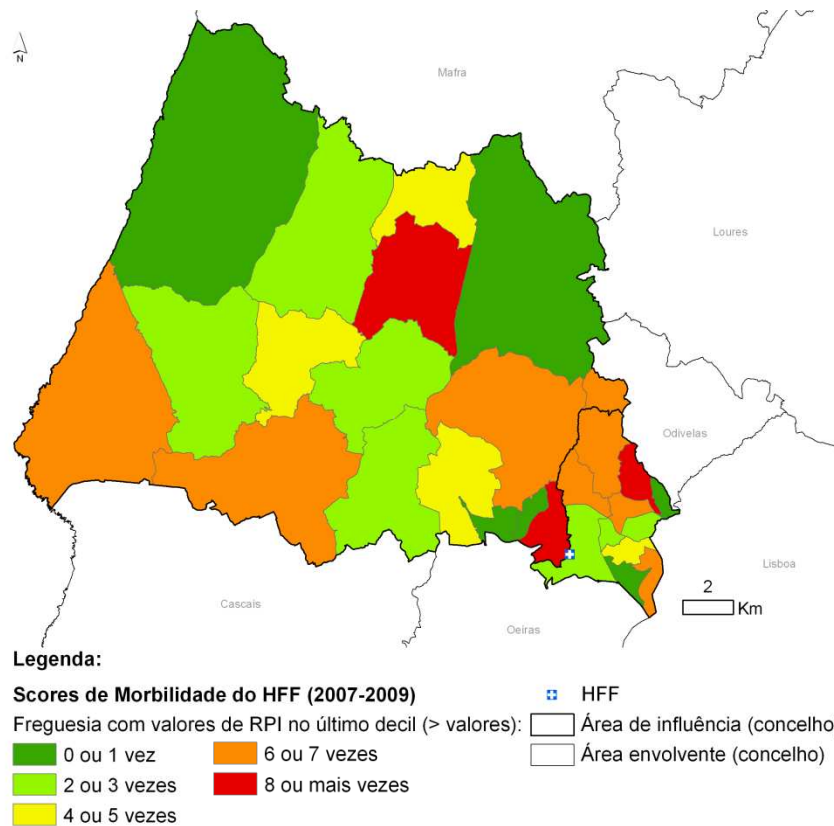 N
Mafra
Loures
Odivelas
Lisboa
Cascais
Oeiras
2
Km
Legenda:
Scores de Morbilidade do HFF (2007-2009)
Freguesia com valores de RPI no último decil (> valores):
0 ou 1 vez
2 ou 3 vezes
4 ou 5 vezes
6 ou 7 vezes
8 ou mais vezes
HFF
Área de influência (concelho
Área envolvente (concelho)